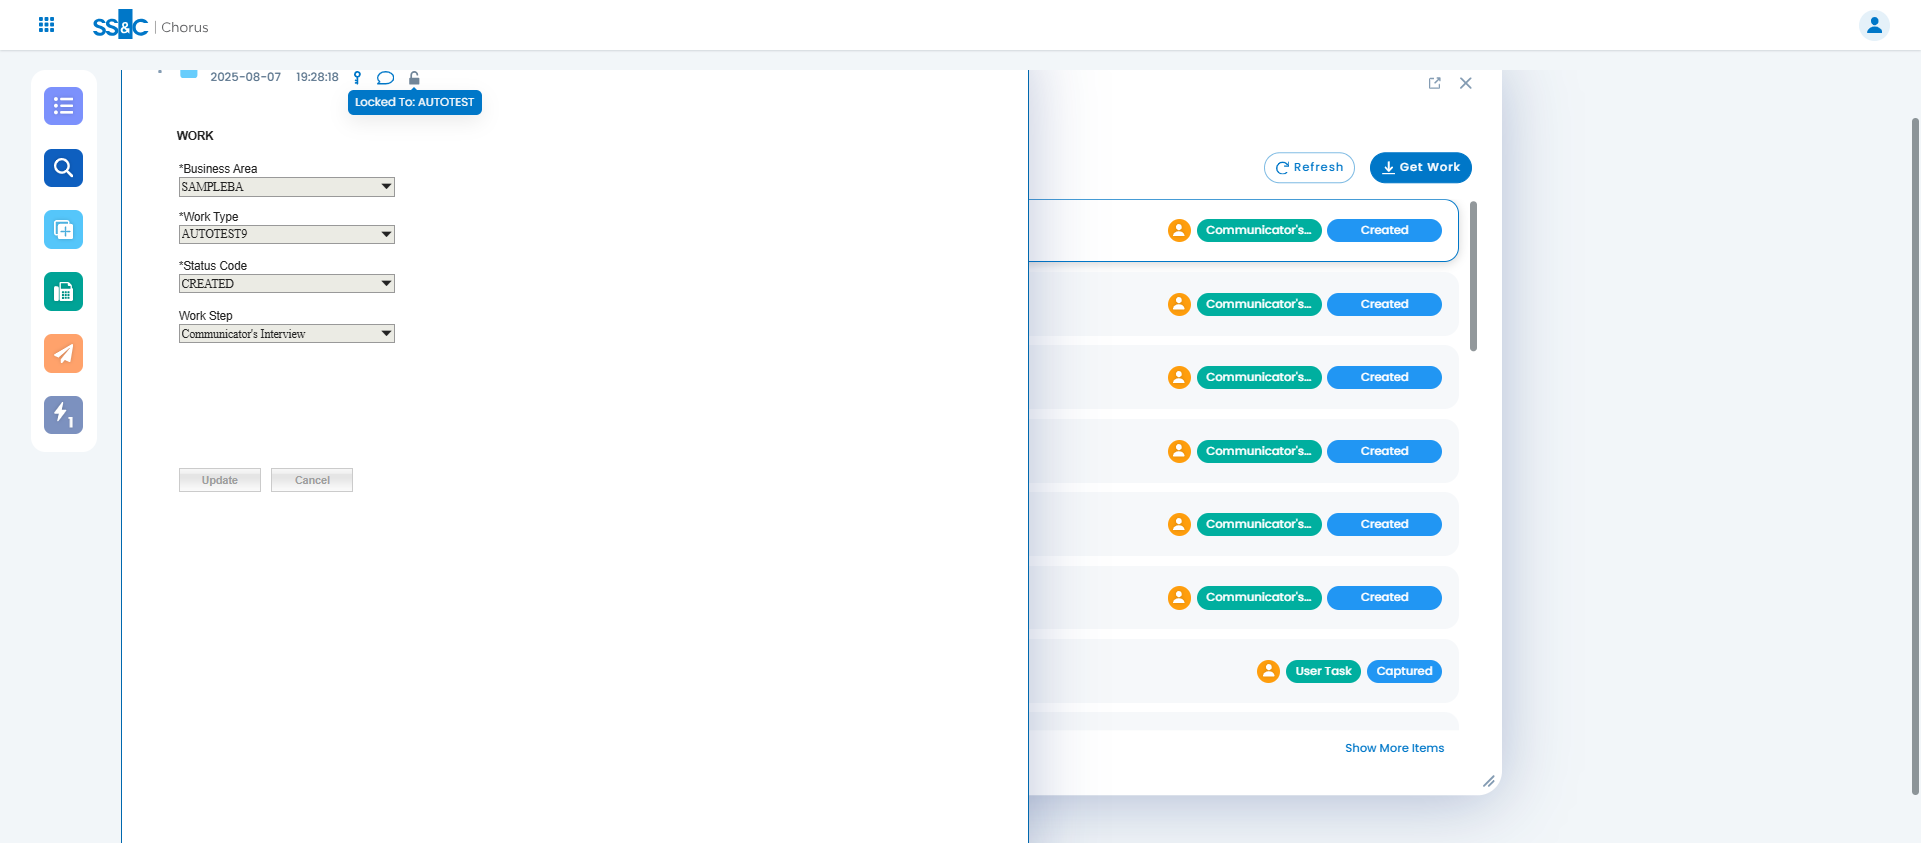 SS&C | Chorus
2025-08-07 19:28:18
Locked To: AUTOTEST
WORK
*Business Area
SAMPLEBA
*Work Type
AUTOTEST9
*Status Code
CREATED
Work Step
Communicator's Interview
Update Cancel
1
Refresh Get Work
Communicator's... Created
Communicator's... Created
Communicator's... Created
Communicator's... Created
Communicator's... Created
Communicator's... Created
User Task Captured
Show More Items